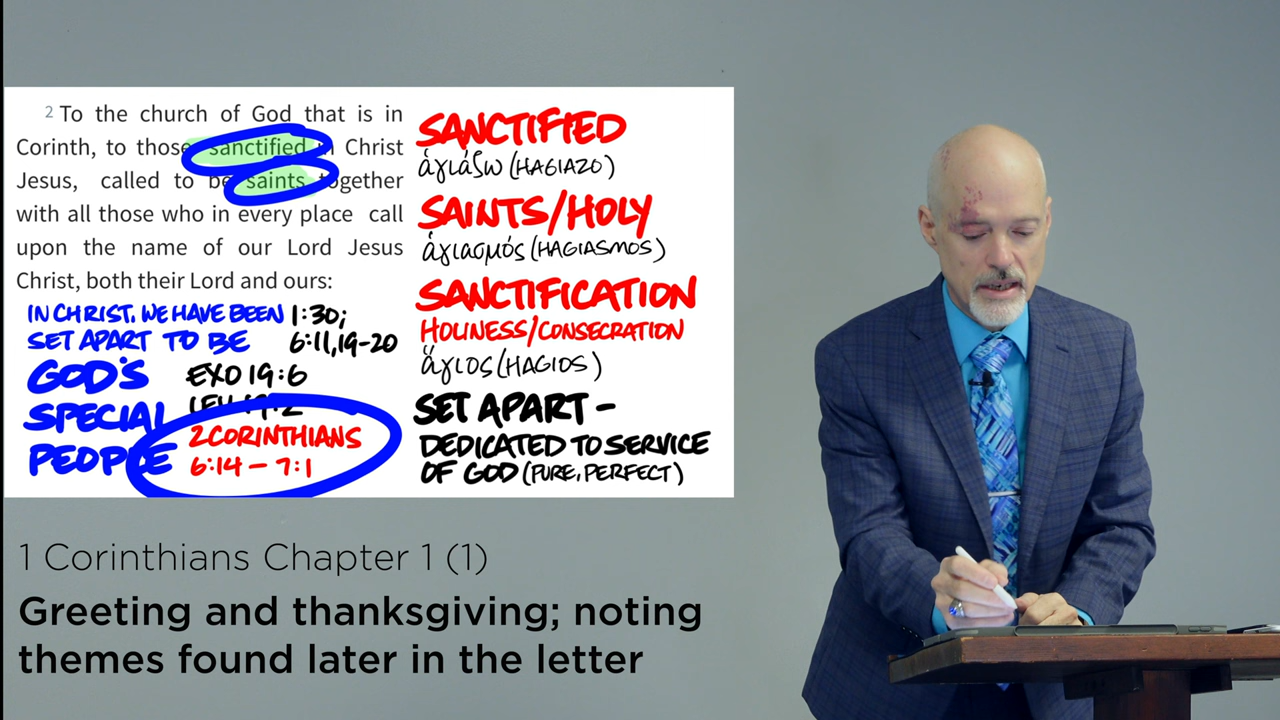 2 To the church of God that is in
Corinth, to those sanctified in Christ
Jesus, called to be saints together
with all those who in every place call
upon the name of our Lord Jesus
Christ, both their Lord and ours:
IN CHRIST, WE HAVE BEEN 1:30;
SET APART TO BE 6:11,19-20
GOD'S EXO 19:6
SPECIAL LEV 19:2
PEOPLE 2 CORINTHIANS
6:14 - 7:1
SANCTIFIED
ἁγιάζω (HAGIAZO)
SAINTS/HOLY
ἁγιασμός (HAGIASMOS)
SANCTIFICATION
HOLINESS/CONSECRATION
ἅγιος (HAGIOS)
SET APART -
DEDICATED TO SERVICE
OF GOD (PURE, PERFECT)
1 Corinthians Chapter 1 (1)
Greeting and thanksgiving; noting
themes found later in the letter